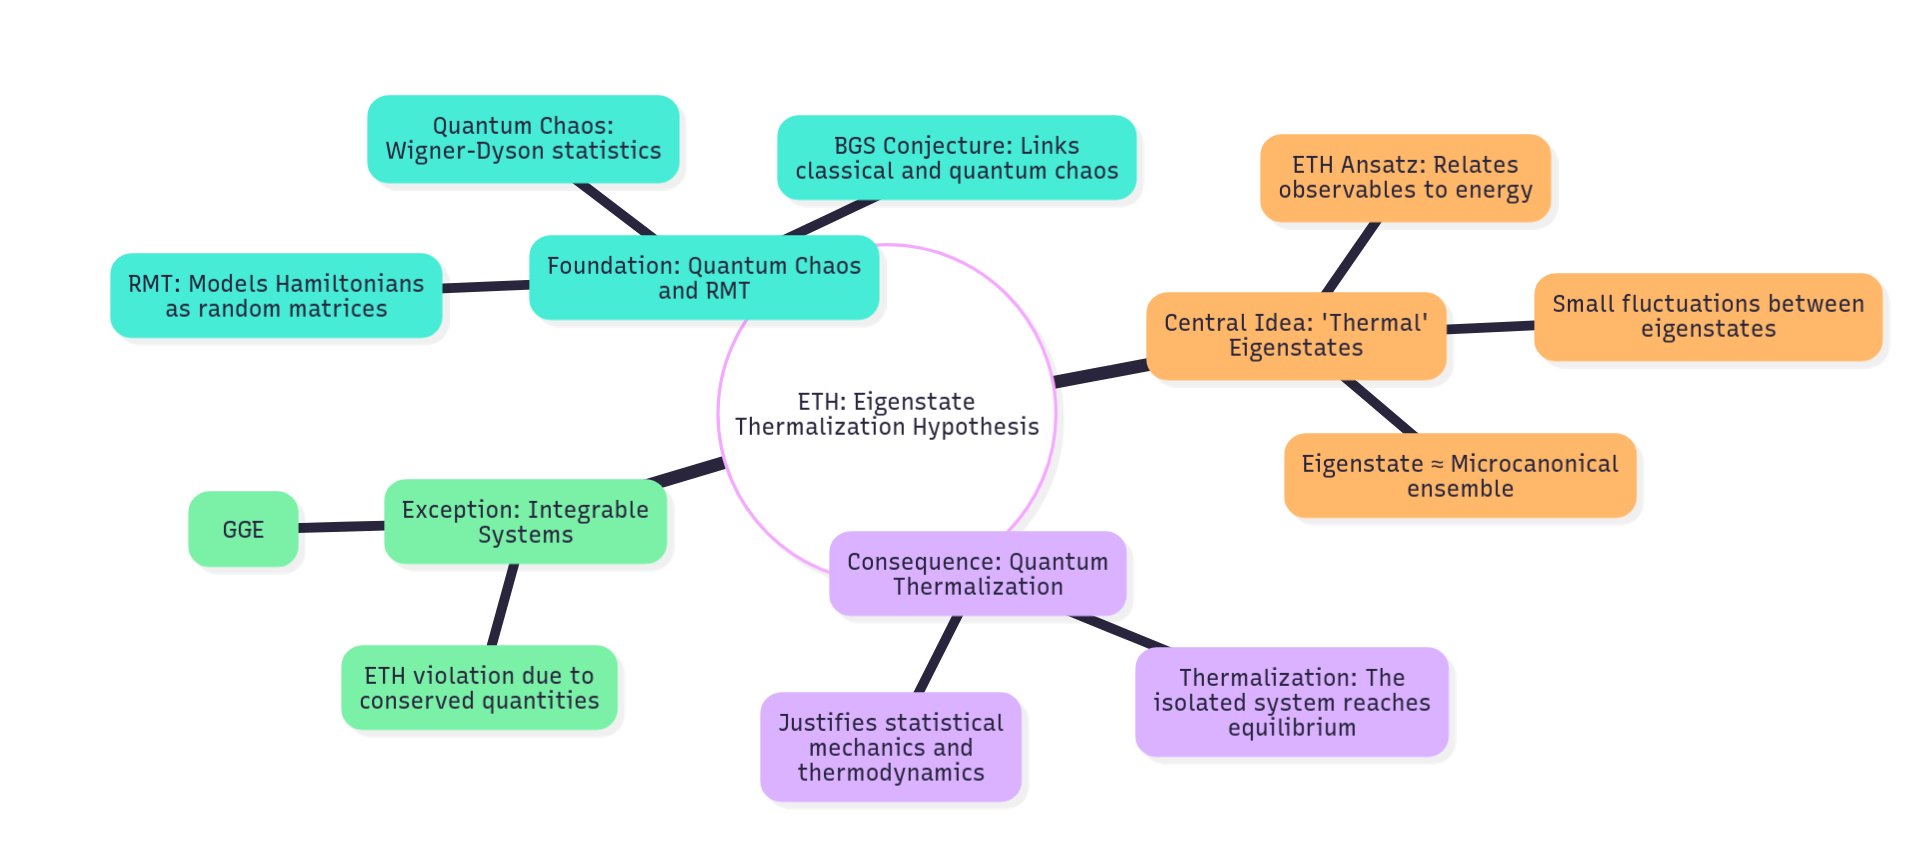 Quantum Chaos:
Wigner-Dyson statistics
BGS Conjecture: Links
classical and quantum chaos
RMT: Models Hamiltonians
as random matrices
Foundation: Quantum Chaos
and RMT
ETH Ansatz: Relates
observables to energy
Central Idea: 'Thermal'
Eigenstates
Small fluctuations between
eigenstates
Eigenstate ≈ Microcanonical
ensemble
ETH: Eigenstate
Thermalization Hypothesis
GGE
Exception: Integrable
Systems
ETH violation due to
conserved quantities
Consequence: Quantum
Thermalization
Justifies statistical
mechanics and
thermodynamics
Thermalization: The
isolated system reaches
equilibrium